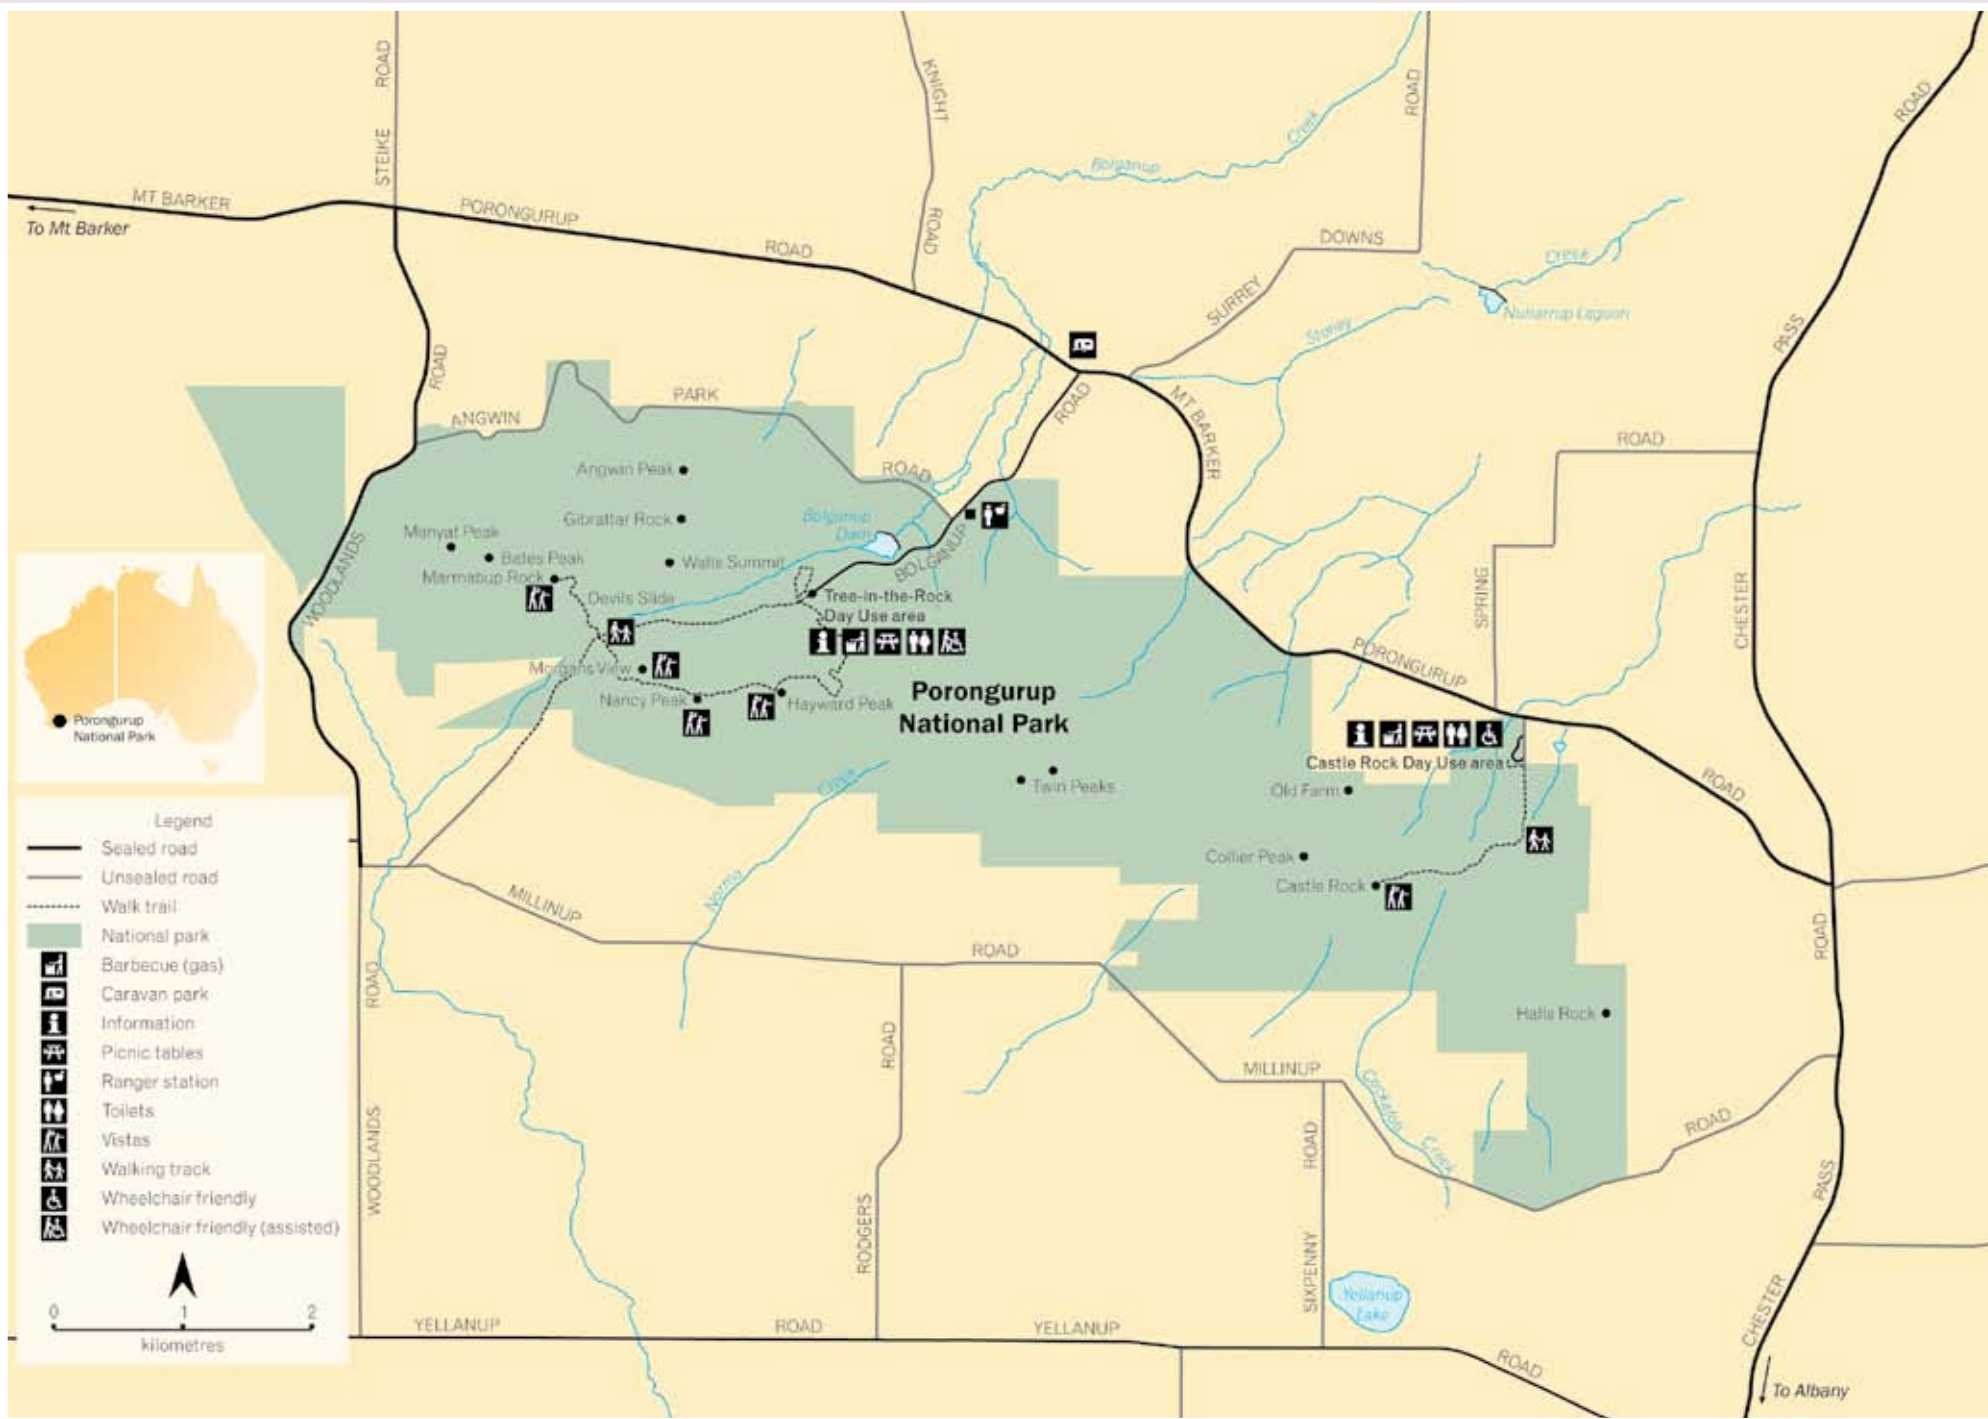 STEIKE ROAD
KNIGHT
ROAD
ROAD
ROAD
Bolganup
Creek
MT BARKER
To Mt Barker
PORONGURUP
ROAD
DOWNS
SURREY
Creek
Nunarrup Lagoon
Stoney
PASS
ROAD
ANGWIN
PARK
ROAD
ROAD
MT BARKER
ROAD
Angwin Peak
Gibraltar Rock
Bolganup
Dam
BOLGANUP
Manyat Peak
Bates Peak
Marmabup Rock
Walls Summit
Devils Slide
Tree-in-the-Rock
Day Use area
WOODLANDS
SPRING
CHESTER
PORONGURUP
Morgans View
Nancy Peak
Hayward Peak
Porongurup
National Park
Porongurup
National Park
Castle Rock Day Use area
Old Farm
Twin Peaks
ROAD
Creek
Norma
Collier Peak
Castle Rock
MILLINUP
ROAD
ROAD
Halls Rock
Legend
Sealed road
Unsealed road
Walk trail
National park
Barbecue (gas)
Caravan park
Information
Picnic tables
Ranger station
Toilets
Vistas
Walking track
Wheelchair friendly
Wheelchair friendly (assisted)
0 1 2
kilometres
ROAD
WOODLANDS
ROAD
RODGERS
MILLINUP
ROAD
SIXPENNY
Cockatoo
Creek
ROAD
PASS
CHESTER
Yellanup
Lake
YELLANUP
ROAD
YELLANUP
ROAD
To Albany